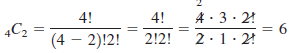 ₄C₂ = 4! / (4 − 2)!2! = 4! / 2!2! = 4̸² · 3 · 2̸! / 2̸ · 1 · 2̸! = 6